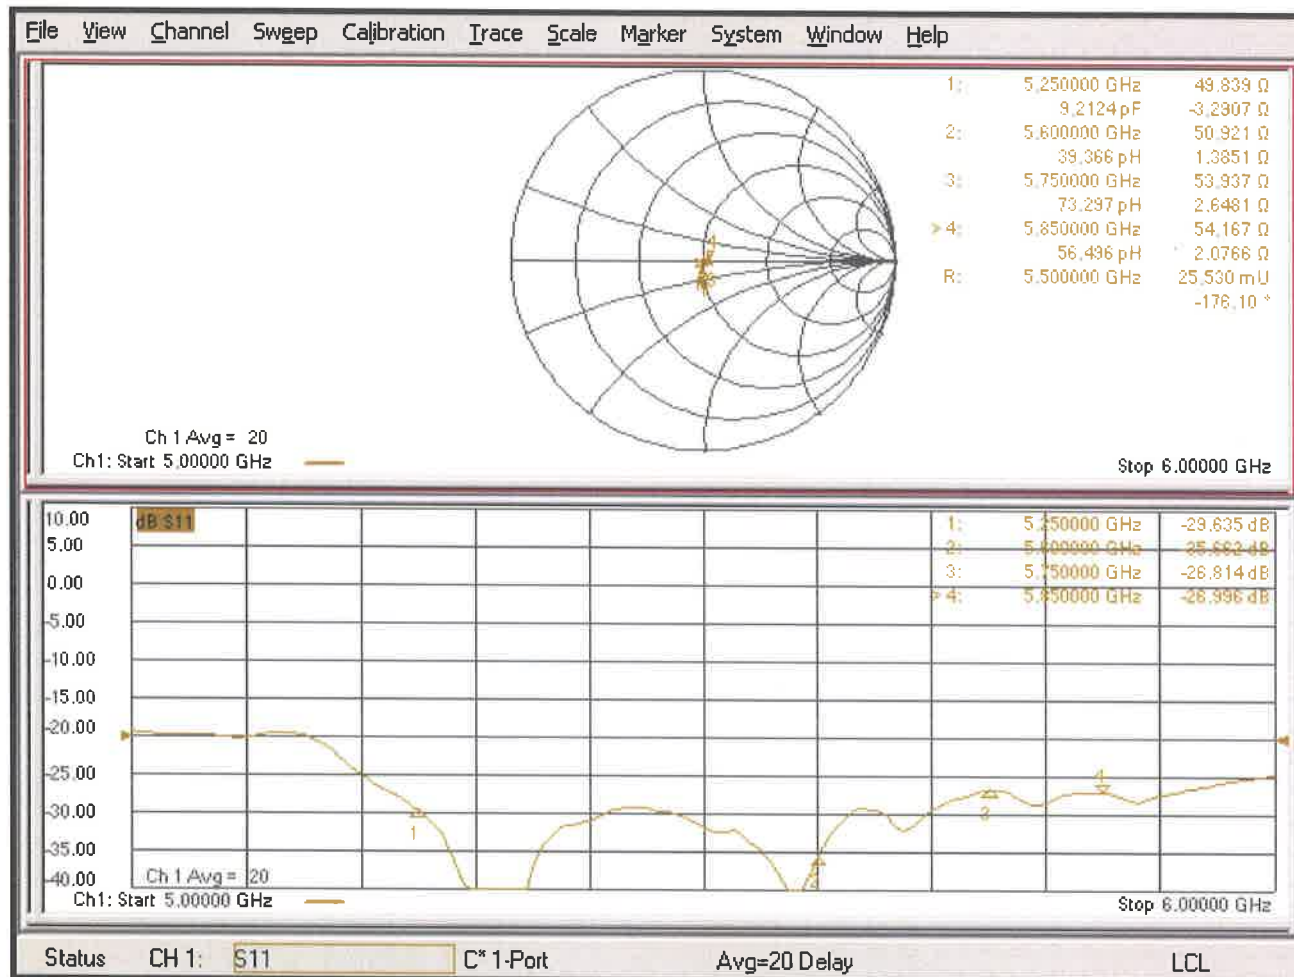 File View Channel Sweep Calibration Trace Scale Marker System Window Help
1: 5.250000 GHz 49.839 Ω
9.2124 pF -3.2907 Ω
2: 5.600000 GHz 50.921 Ω
39.366 pH 1.3851 Ω
3: 5.750000 GHz 53.937 Ω
73.297 pH 2.6481 Ω
> 4: 5.850000 GHz 54.167 Ω
56.496 pH 2.0766 Ω
R: 5.500000 GHz 25.530 mU
-176.10 °
4
Ch 1 Avg = 20
Ch1: Start 5.00000 GHz
Stop 6.00000 GHz
10.00 dB S11
1: 5.250000 GHz -29.635 dB
5.00
2: 5.600000 GHz -35.662 dB
0.00
3: 5.750000 GHz -26.814 dB
> 4: 5.850000 GHz -26.996 dB
-5.00
-10.00
-15.00
-20.00
-25.00
4
-30.00
1
3
-35.00
-40.00
Ch 1 Avg = 20
Ch1: Start 5.00000 GHz
Stop 6.00000 GHz
Status CH 1: S11 C* 1-Port Avg=20 Delay LCL